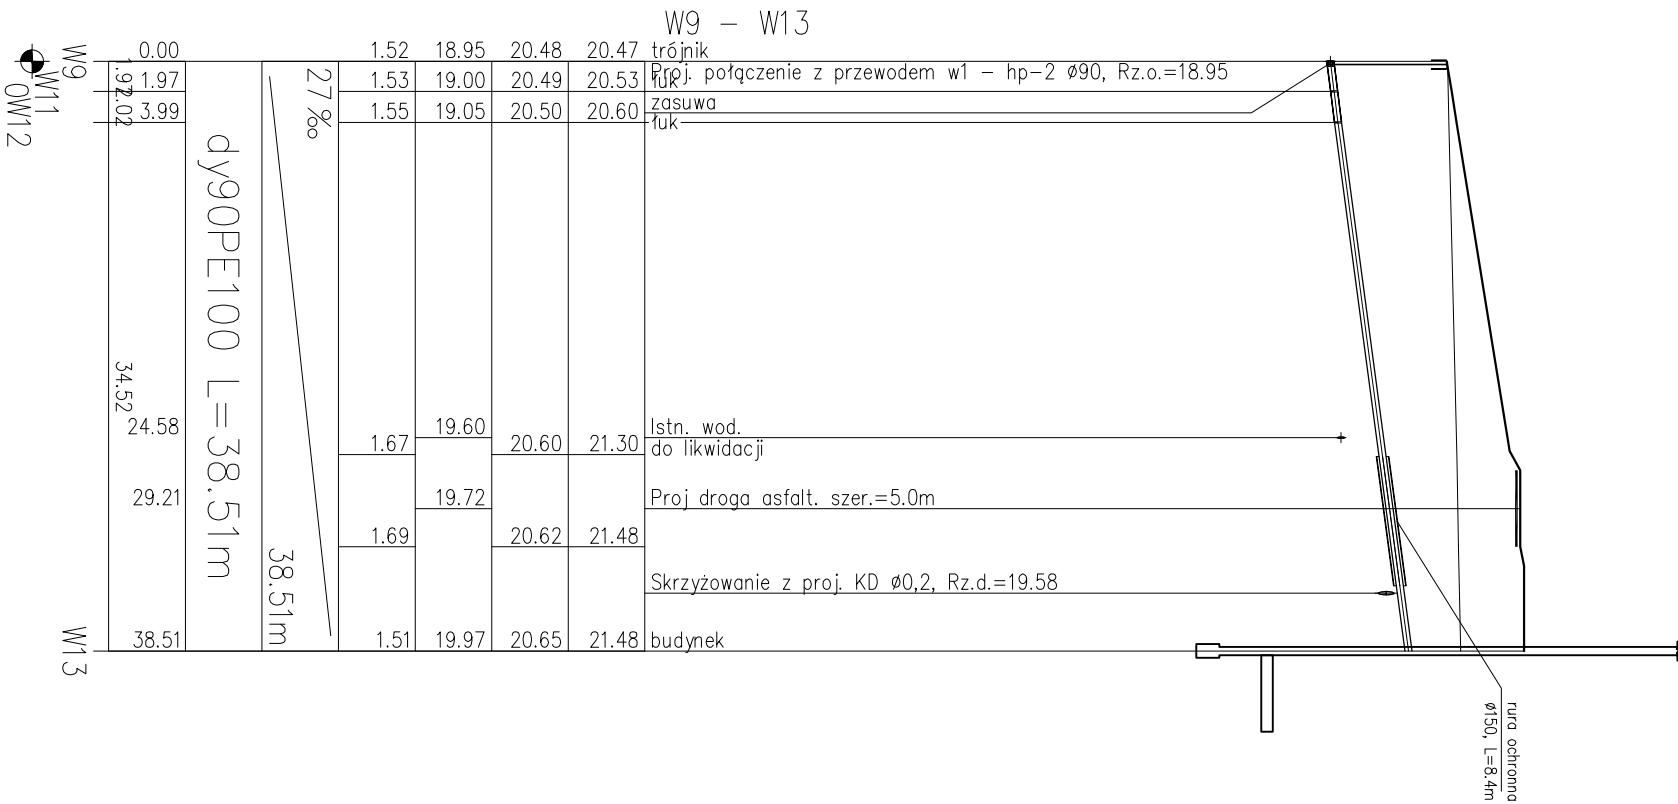 W9 – W13
0.00 1.52 18.95 20.48 20.47 trójnik
Proj. połączenie z przewodem w1 – hp–2 ø90, Rz.o.=18.95
1.97 1.53 19.00 20.49 20.53 łuk
zasuwa
3.99 1.55 19.05 20.50 20.60 łuk
W9
W11
OW12
W13
1.97
2.02
34.52
27‰
38.51m
dy90PE100 L=38.51m
24.58 19.60 Istn. wod.
1.67 20.60 21.30 do likwidacji
29.21 19.72 Proj droga asfalt. szer.=5.0m
1.69 20.62 21.48
Skrzyżowanie z proj. KD ø0,2, Rz.d.=19.58
38.51 1.51 19.97 20.65 21.48 budynek
rura ochronna
ø150, L=8.4m